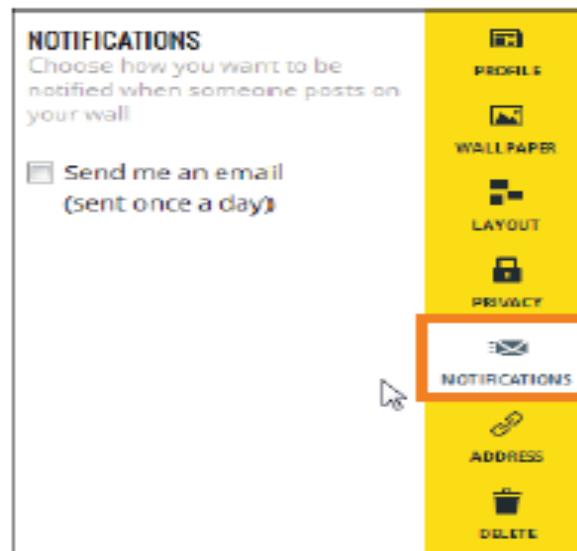 NOTIFICATIONS
Choose how you want to be
notified when someone posts on
your wall
Send me an email
(sent once a day)
PROFILE
WALLPAPER
LAYOUT
PRIVACY
NOTIFICATIONS
ADDRESS
DELETE